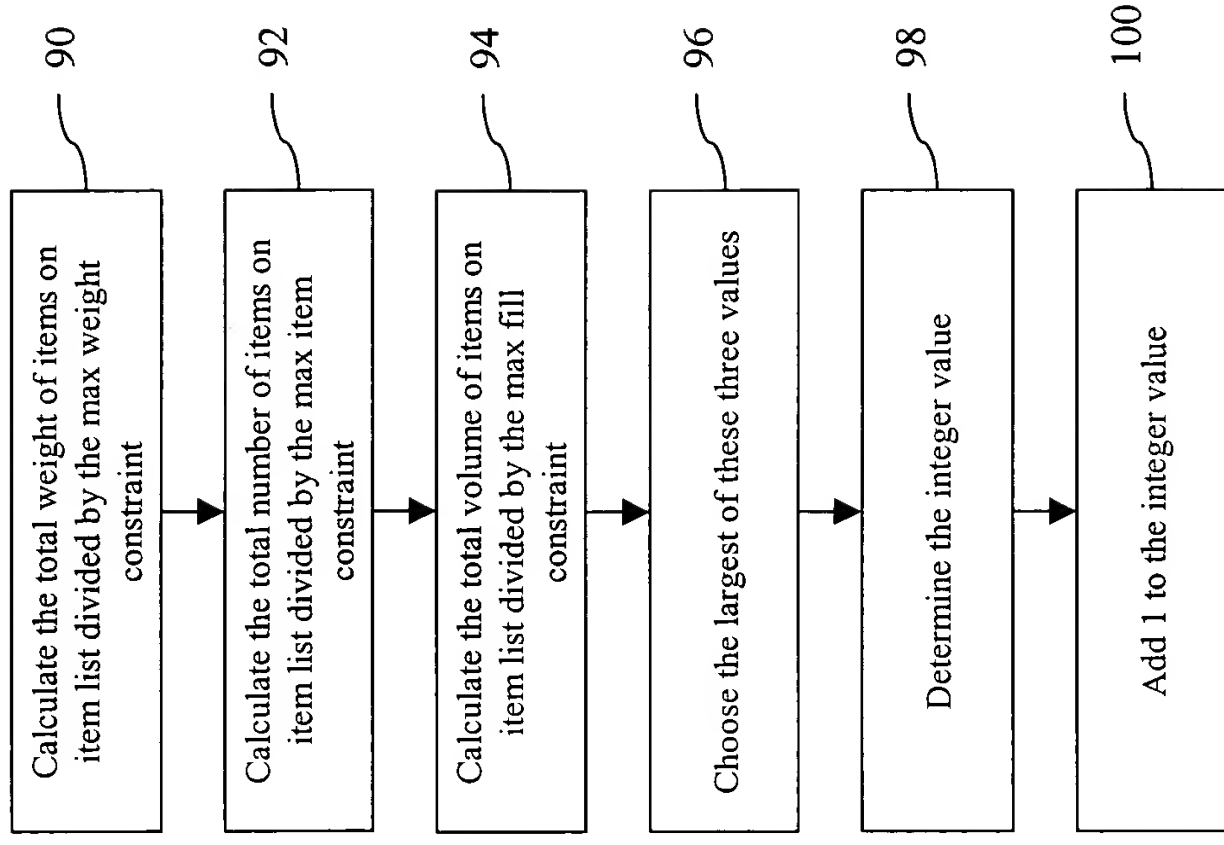 Calculate the total weight of items on
item list divided by the max weight
constraint
90
Calculate the total number of items on
item list divided by the max item
constraint
92
Calculate the total volume of items on
item list divided by the max fill
constraint
94
Choose the largest of these three values
96
Determine the integer value
98
Add 1 to the integer value
100